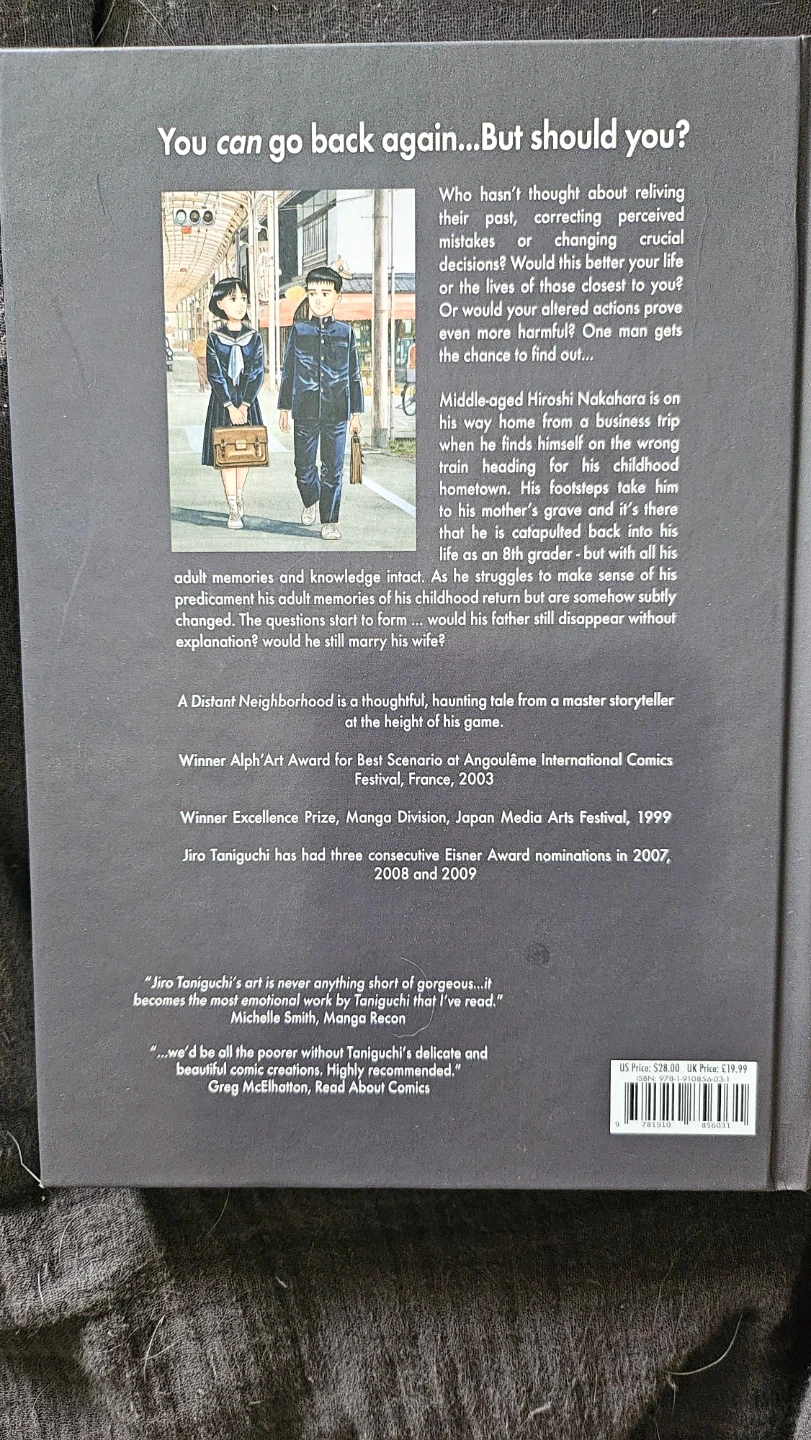 You can go back again...But should you?
Who hasn't thought about reliving
their past, correcting perceived
mistakes or changing crucial
decisions? Would this better your life
or the lives of those closest to you?
Or would your altered actions prove
even more harmful? One man gets
the chance to find out...
Middle-aged Hiroshi Nakahara is on
his way home from a business trip
when he finds himself on the wrong
train heading for his childhood
hometown. His footsteps take him
to his mother's grave and it's there
that he is catapulted back into his
life as an 8th grader - but with all his
adult memories and knowledge intact. As he struggles to make sense of his
predicament his adult memories of his childhood return but are somehow subtly
changed. The questions start to form ... would his father still disappear without
explanation? would he still marry his wife?
A Distant Neighborhood is a thoughtful, haunting tale from a master storyteller
at the height of his game.
Winner Alph'Art Award for Best Scenario at Angoulême International Comics
Festival, France, 2003
Winner Excellence Prize, Manga Division, Japan Media Arts Festival, 1999
Jiro Taniguchi has had three consecutive Eisner Award nominations in 2007,
2008 and 2009
"Jiro Taniguchi's art is never anything short of gorgeous...it
becomes the most emotional work by Taniguchi that I've read."
Michelle Smith, Manga Recon
"...we'd be all the poorer without Taniguchi's delicate and
beautiful comic creations. Highly recommended."
Greg McElhatton, Read About Comics
US Price: $28.00 UK Price: £19.99
ISBN: 978-1-910856-03-1
9 781910 856031